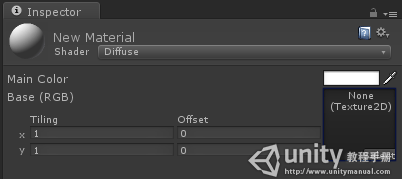 Inspector
New Material
Shader Diffuse
Main Color
Base (RGB)
None
(Texture2D)
Tiling Offset
x 1 0
y 1 0
unity 教程手册
http://www.unitymanual.com